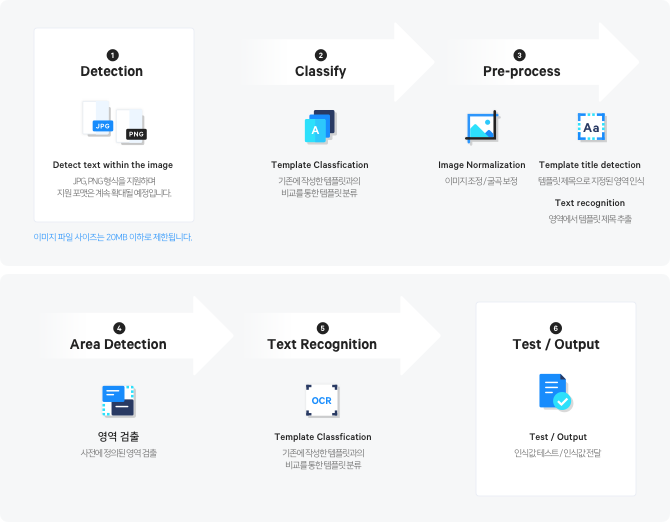 1
Detection
JPG
PNG
Detect text within the image
JPG, PNG 형식을 지원하며
지원 포맷은 계속 확대될 예정입니다.
이미지 파일 사이즈는 20MB 이하로 제한됩니다.
2
Classify
A
Template Classfication
기존에 작성한 템플릿과의
비교를 통한 템플릿 분류
3
Pre-process
Image Normalization
이미지 조정 / 굴곡 보정
Aa
Template title detection
템플릿 제목으로 지정된 영역 인식
Text recognition
영역에서 템플릿 제목 추출
4
Area Detection
영역 검출
사전에 정의된 영역 검출
5
Text Recognition
OCR
Template Classfication
기존에 작성한 템플릿과의
비교를 통한 템플릿 분류
6
Test / Output
Test / Output
인식값 테스트 / 인식값 전달